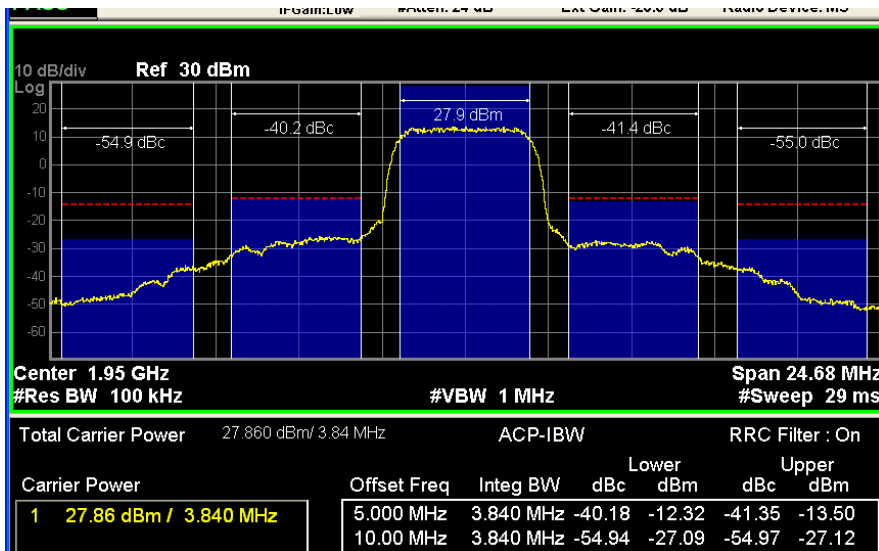 PASS IFGain:Low #Atten: 24 dB Ext Gain: -20.0 dB Radio Device: MS
10 dB/div Ref 30 dBm
Log
20
10
0
-10
-20
-30
-40
-50
-60
-54.9 dBc
-40.2 dBc
27.9 dBm
-41.4 dBc
-55.0 dBc
Center 1.95 GHz Span 24.68 MHz
#Res BW 100 kHz #VBW 1 MHz #Sweep 29 ms
Total Carrier Power 27.860 dBm/ 3.84 MHz ACP-IBW RRC Filter : On
Lower Upper
Carrier Power Offset Freq Integ BW dBc dBm dBc dBm
1 27.86 dBm / 3.840 MHz 5.000 MHz 3.840 MHz -40.18 -12.32 -41.35 -13.50
10.00 MHz 3.840 MHz -54.94 -27.09 -54.97 -27.12